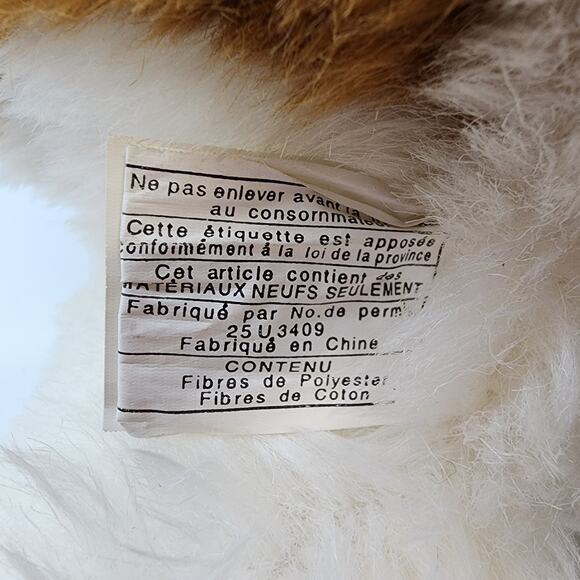 Ne pas enlever avant la
au consommateur
Cette étiquette est apposée
conformément à la loi de la province
Cet article contient des
MATÉRIAUX NEUFS SEULEMENT
Fabriqué par No. de perm
25U3409
Fabriqué en Chine
CONTENU
Fibres de Polyester
Fibres de Coton